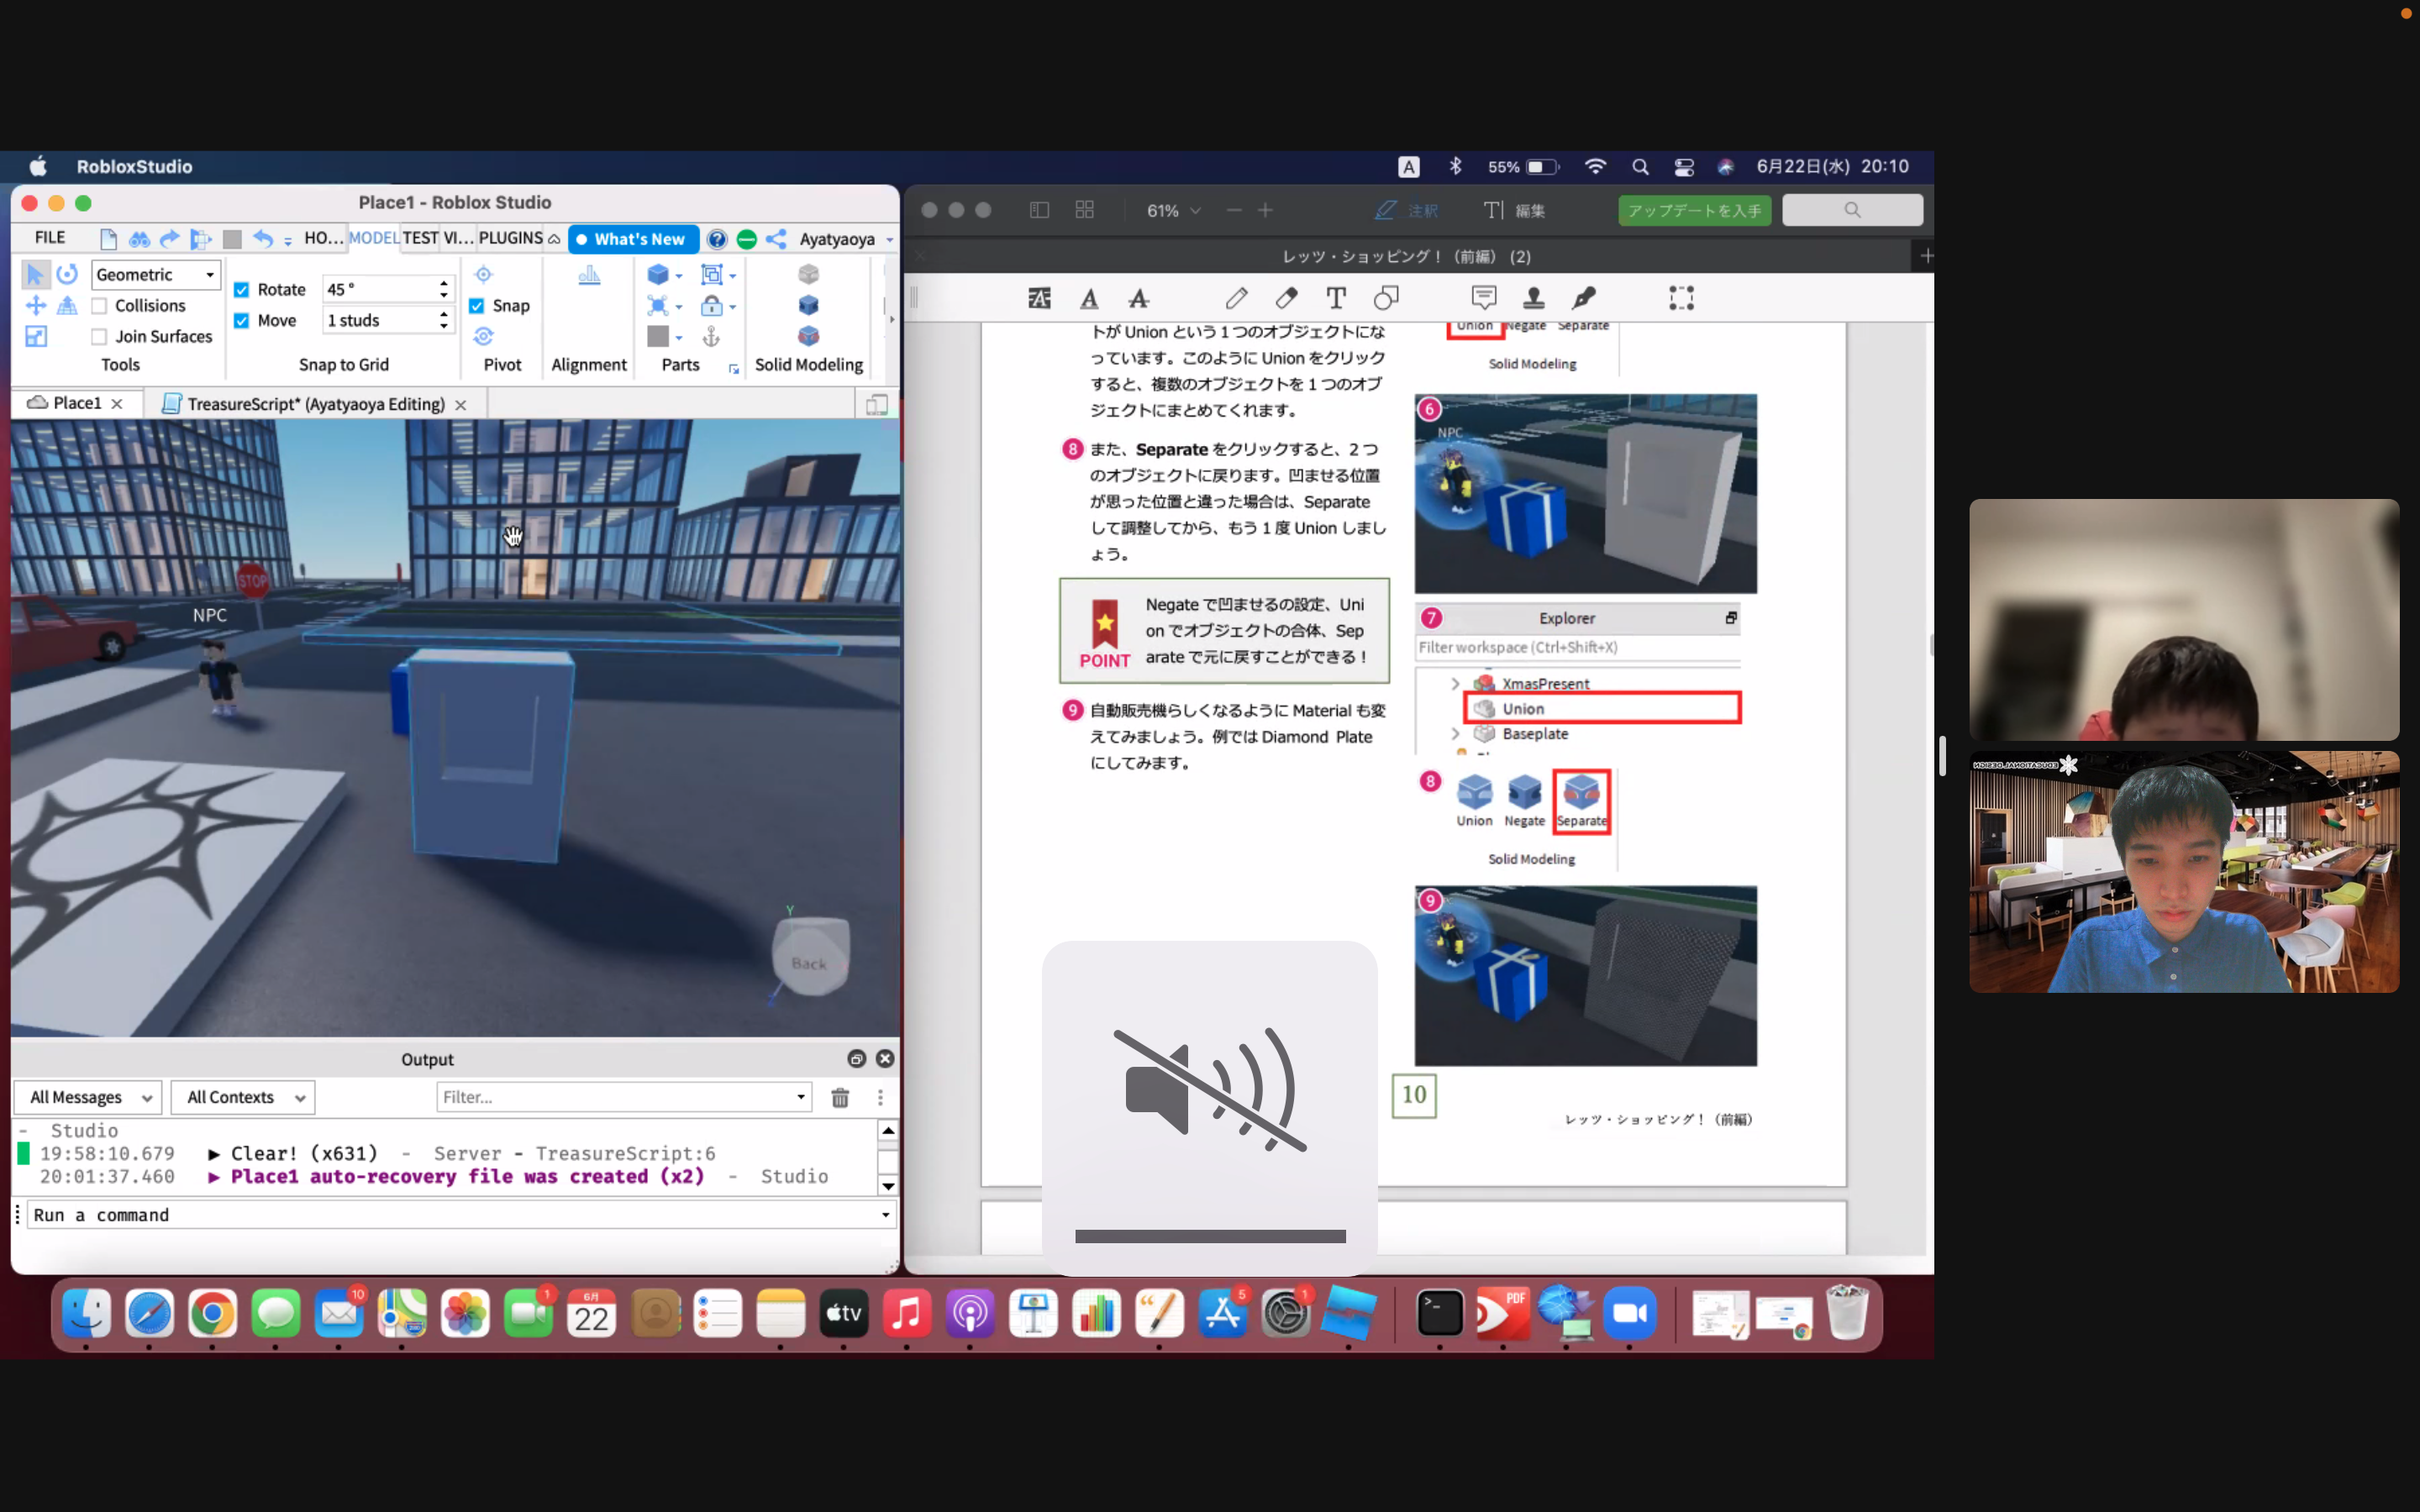 RobloxStudio
A
55%
6月22日(水) 20:10
Place1 - Roblox Studio
FILE
HO...
MODEL
TEST
VI...
PLUGINS
What's New
Ayatyaoya
Geometric
Collisions
Join Surfaces
Tools
Rotate
45 °
Move
1 studs
Snap to Grid
Snap
Pivot
Alignment
Parts
Solid Modeling
Place1
TreasureScript* (Ayatyaoya Editing)
STOP
NPC
Y
Back
Output
All Messages
All Contexts
Filter...
- Studio
19:58:10.679 ▶ Clear! (x631) - Server - TreasureScript:6
20:01:37.460 ▶ Place1 auto-recovery file was created (x2) - Studio
Run a command
61%
注釈
編集
アップデートを入手
レッツ・ショッピング！（前編） (2)
トが Union という１つのオブジェクトにな
っています。このように Union をクリック
すると、複数のオブジェクトを１つのオブ
ジェクトにまとめてくれます。
8 また、Separate をクリックすると、２つ
のオブジェクトに戻ります。凹ませる位置
が思った位置と違った場合は、Separate
して調整してから、もう１度 Union しまし
ょう。
POINT
Negate で凹ませるの設定、Uni
on でオブジェクトの合体、Sep
arate で元に戻すことができる！
9 自動販売機らしくなるように Material も変
えてみましょう。例では Diamond Plate
にしてみます。
Union Negate Separate
Solid Modeling
6
NPC
7
Explorer
Filter workspace (Ctrl+Shift+X)
XmasPresent
Union
Baseplate
8
Union Negate Separate
Solid Modeling
9
10
レッツ・ショッピング！（前編）
10
1
6月
22
tv
5
1
PDF
EDUCATIONAL DESIGN